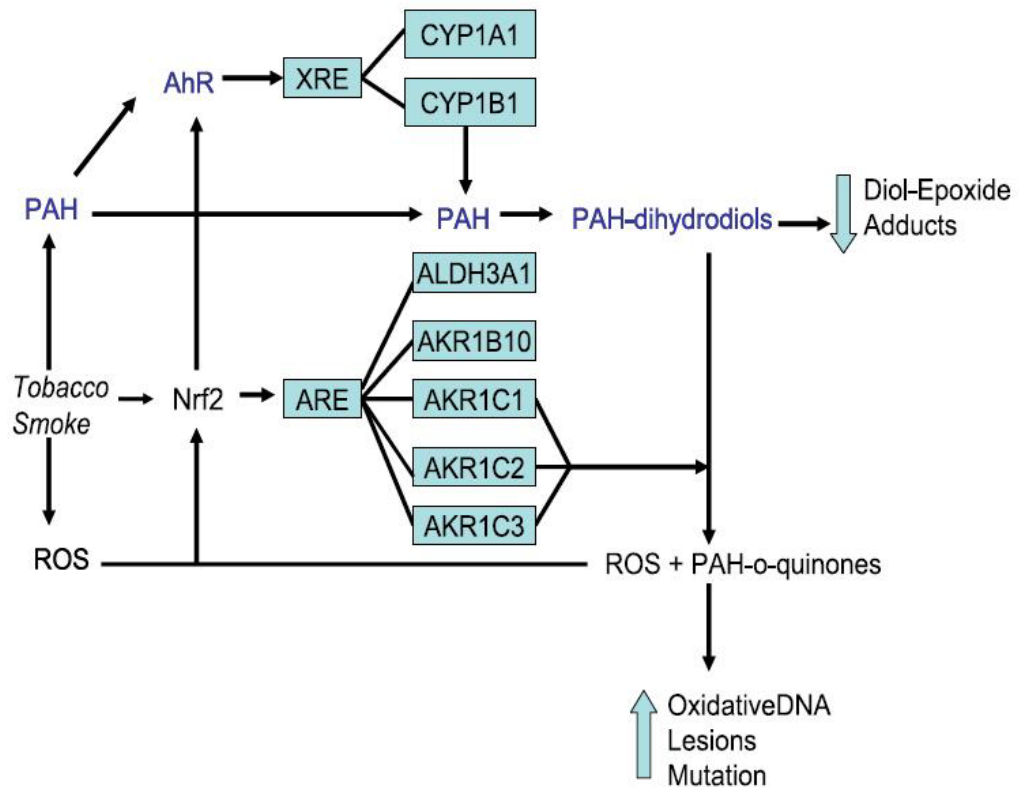 CYP1A1
AhR
XRE
CYP1B1
PAH
PAH
PAH-dihydrodiols
Diol-Epoxide
Adducts
ALDH3A1
AKR1B10
Tobacco
Smoke
Nrf2
ARE
AKR1C1
AKR1C2
AKR1C3
ROS
ROS + PAH-o-quinones
OxidativeDNA
Lesions
Mutation